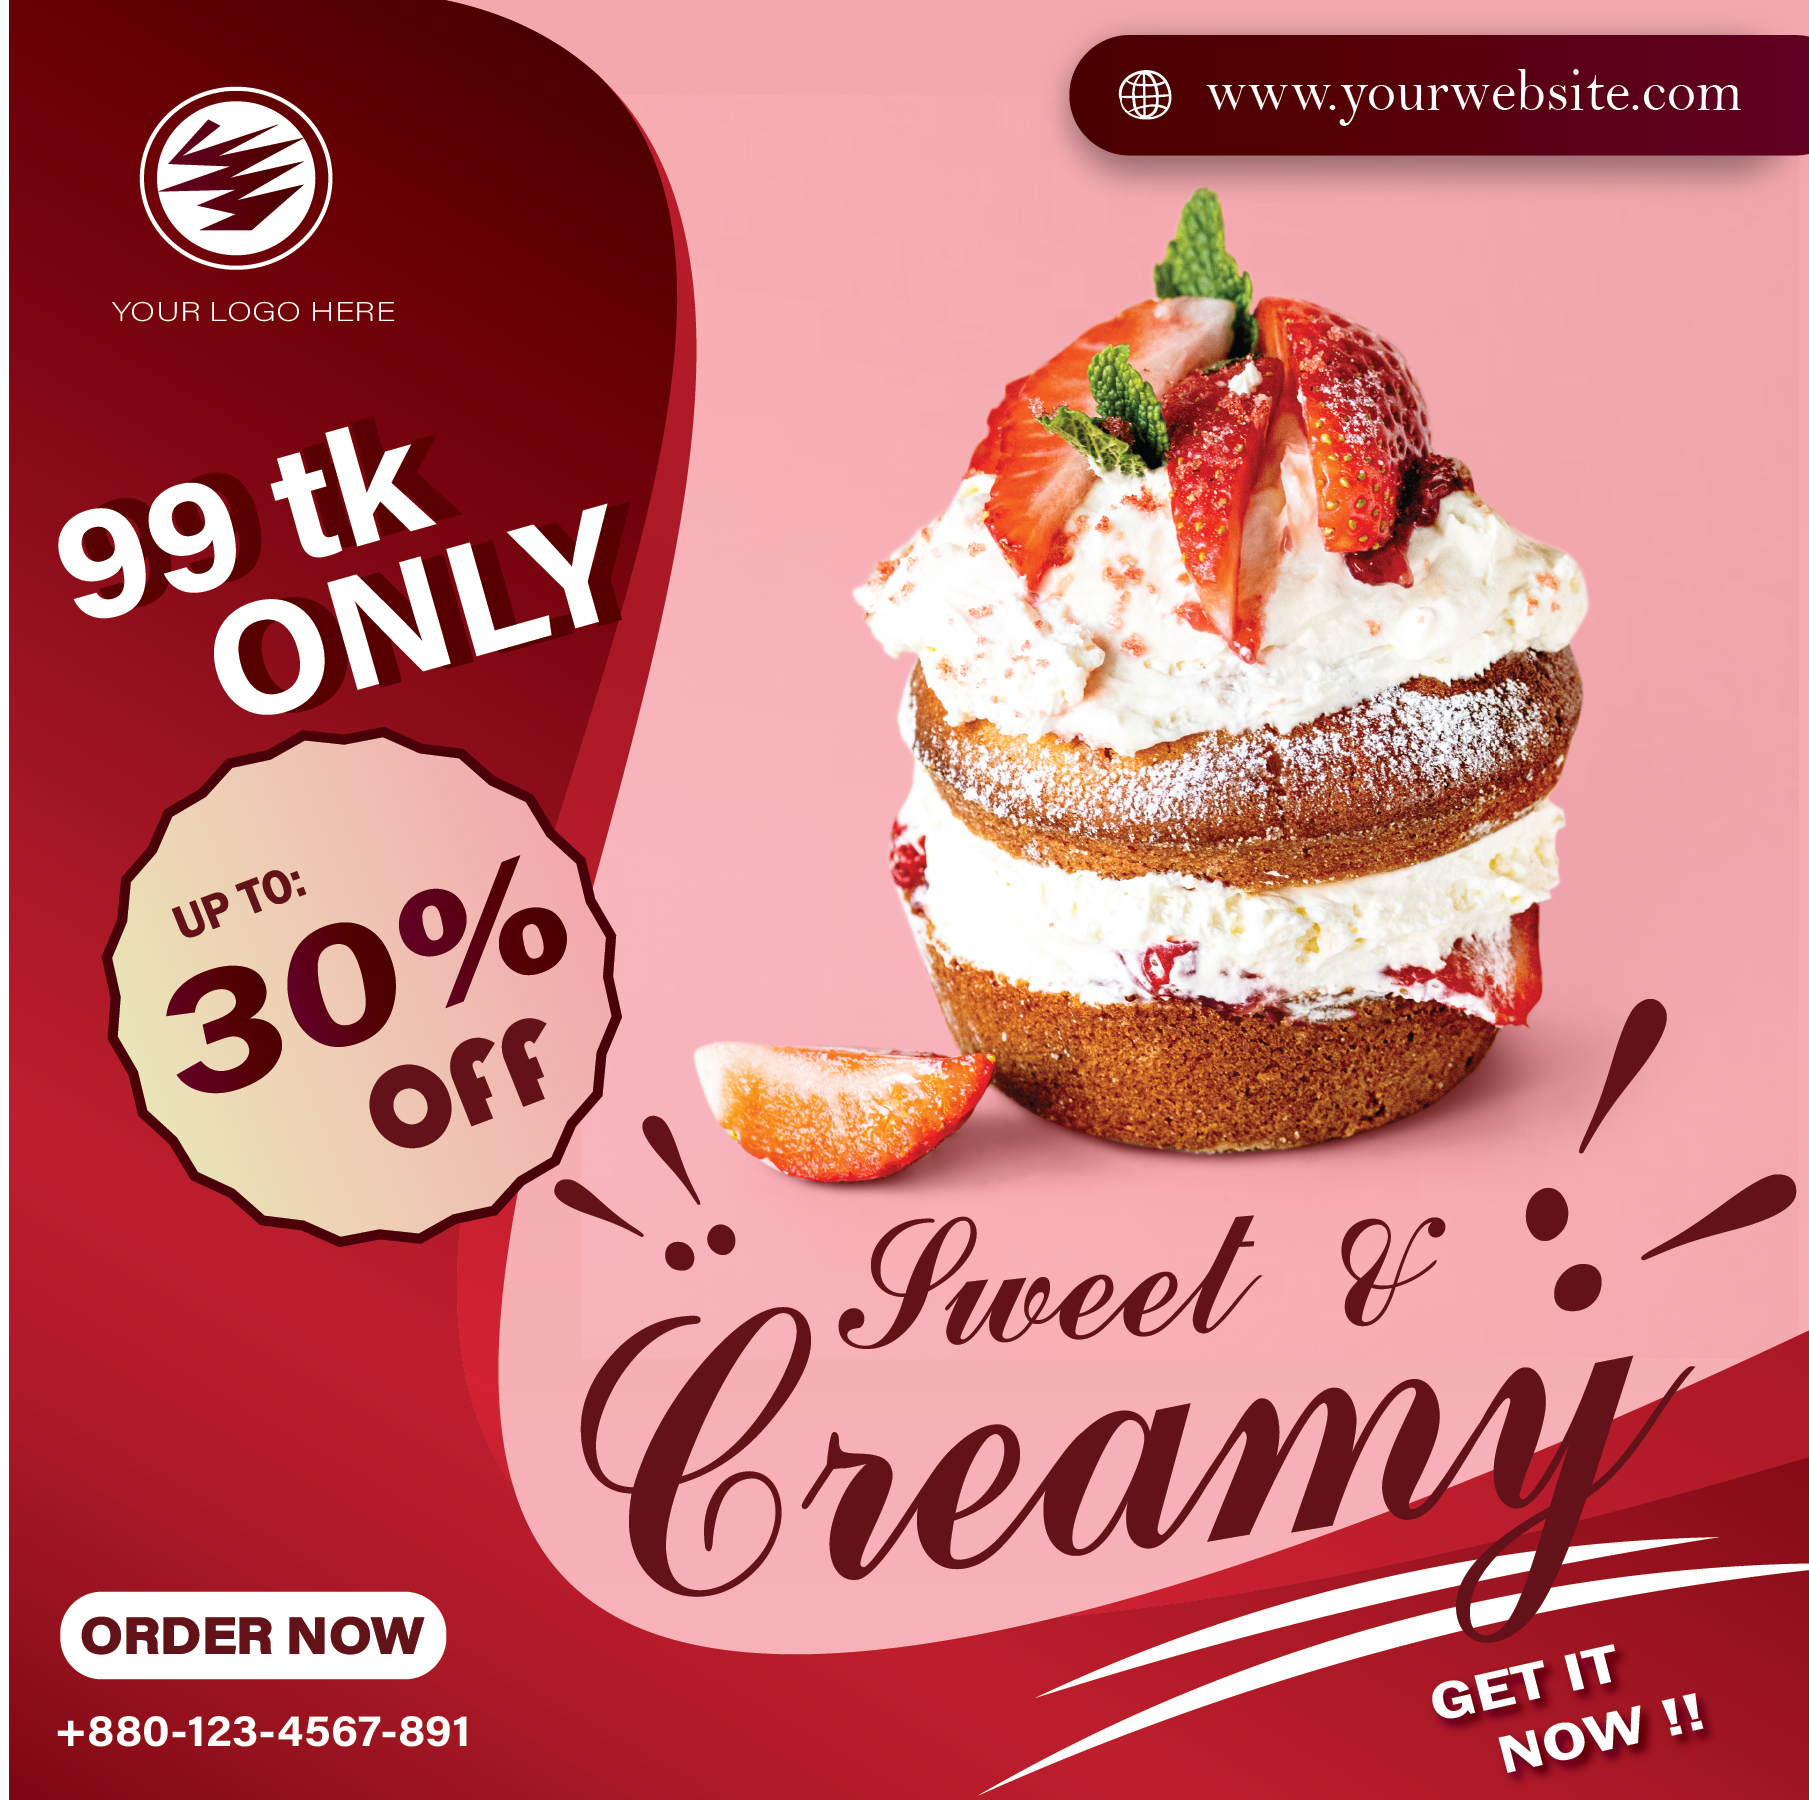 www.yourwebsite.com
YOUR LOGO HERE
99 tk
ONLY
UP TO:
30%
OFF
Sweet &
Creamy
ORDER NOW
+880-123-4567-891
GET IT
NOW !!